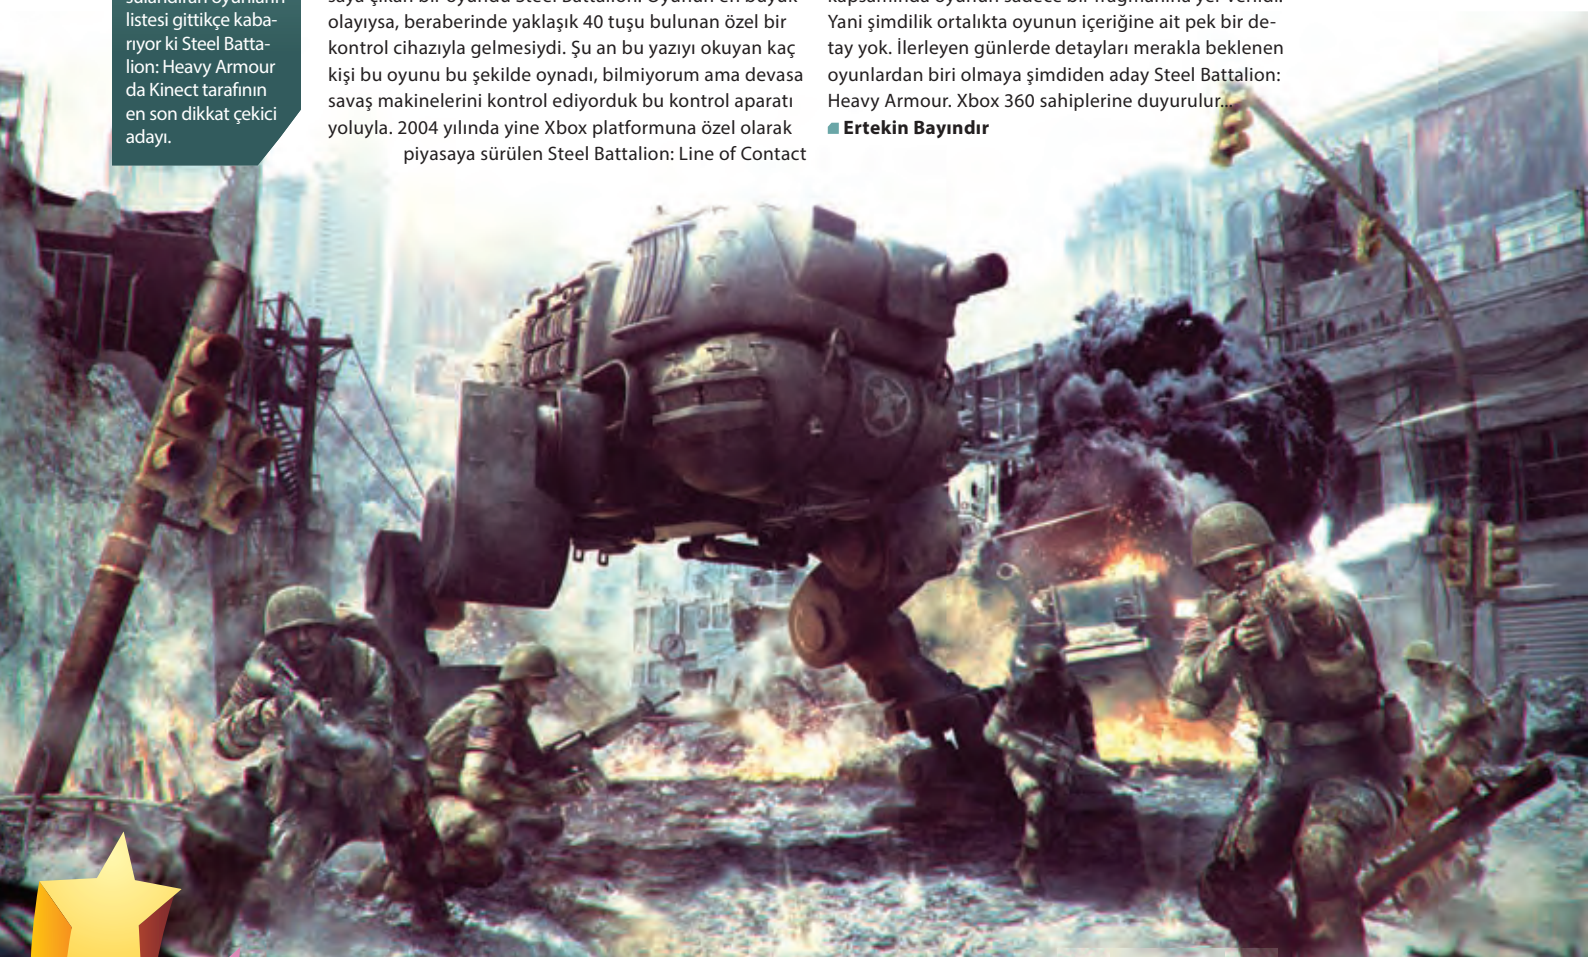 listesi gittikçe kaba-
rıyor ki Steel Batta-
lion: Heavy Armour
da Kinect tarafının
en son dikkat çekici
adayı.
olayıysa, beraberinde yaklaşık 40 tuşu bulunan özel bir
kontrol cihazıyla gelmesiydi. Şu an bu yazıyı okuyan kaç
kişi bu oyunu bu şekilde oynadı, bilmiyorum ama devasa
savaş makinelerini kontrol ediyorduk bu kontrol aparatı
yoluyla. 2004 yılında yine Xbox platformuna özel olarak
piyasaya sürülen Steel Battalion: Line of Contact
Yani şimdilik ortalıkta oyunun içeriğine ait pek bir de-
tay yok. İlerleyen günlerde detayları merakla beklenen
oyunlardan biri olmaya şimdiden aday Steel Battalion:
Heavy Armour. Xbox 360 sahiplerine duyurulur...
Ertekin Bayındır